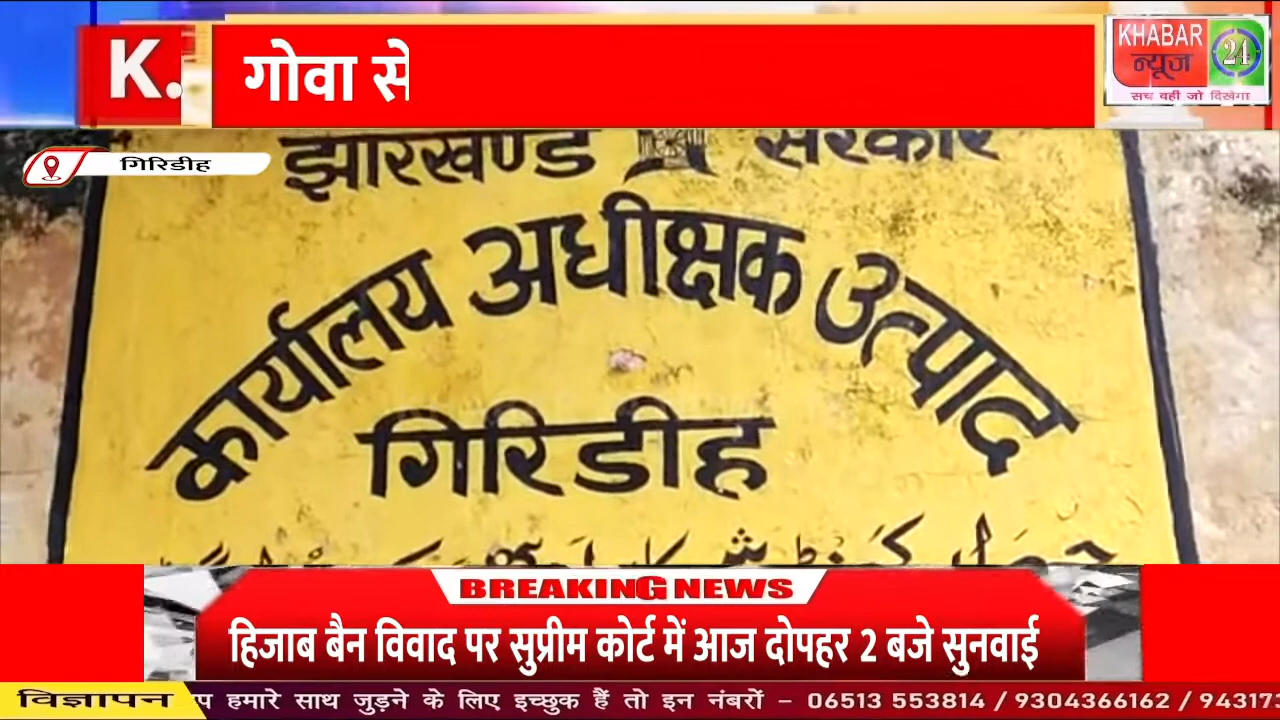 K.
गोवा से
KHABAR
न्यूज
24
सच वही जो दिखेगा
गिरिडीह
झारखण्ड सरकार
कार्यालय अधीक्षक उत्पाद
गिरिडीह
BREAKING NEWS
हिजाब बैन विवाद पर सुप्रीम कोर्ट में आज दोपहर 2 बजे सुनवाई
विज्ञापन
प हमारे साथ जुड़ने के लिए इच्छुक हैं तो इन नंबरों - 06513 553814 / 9304366162 / 943173